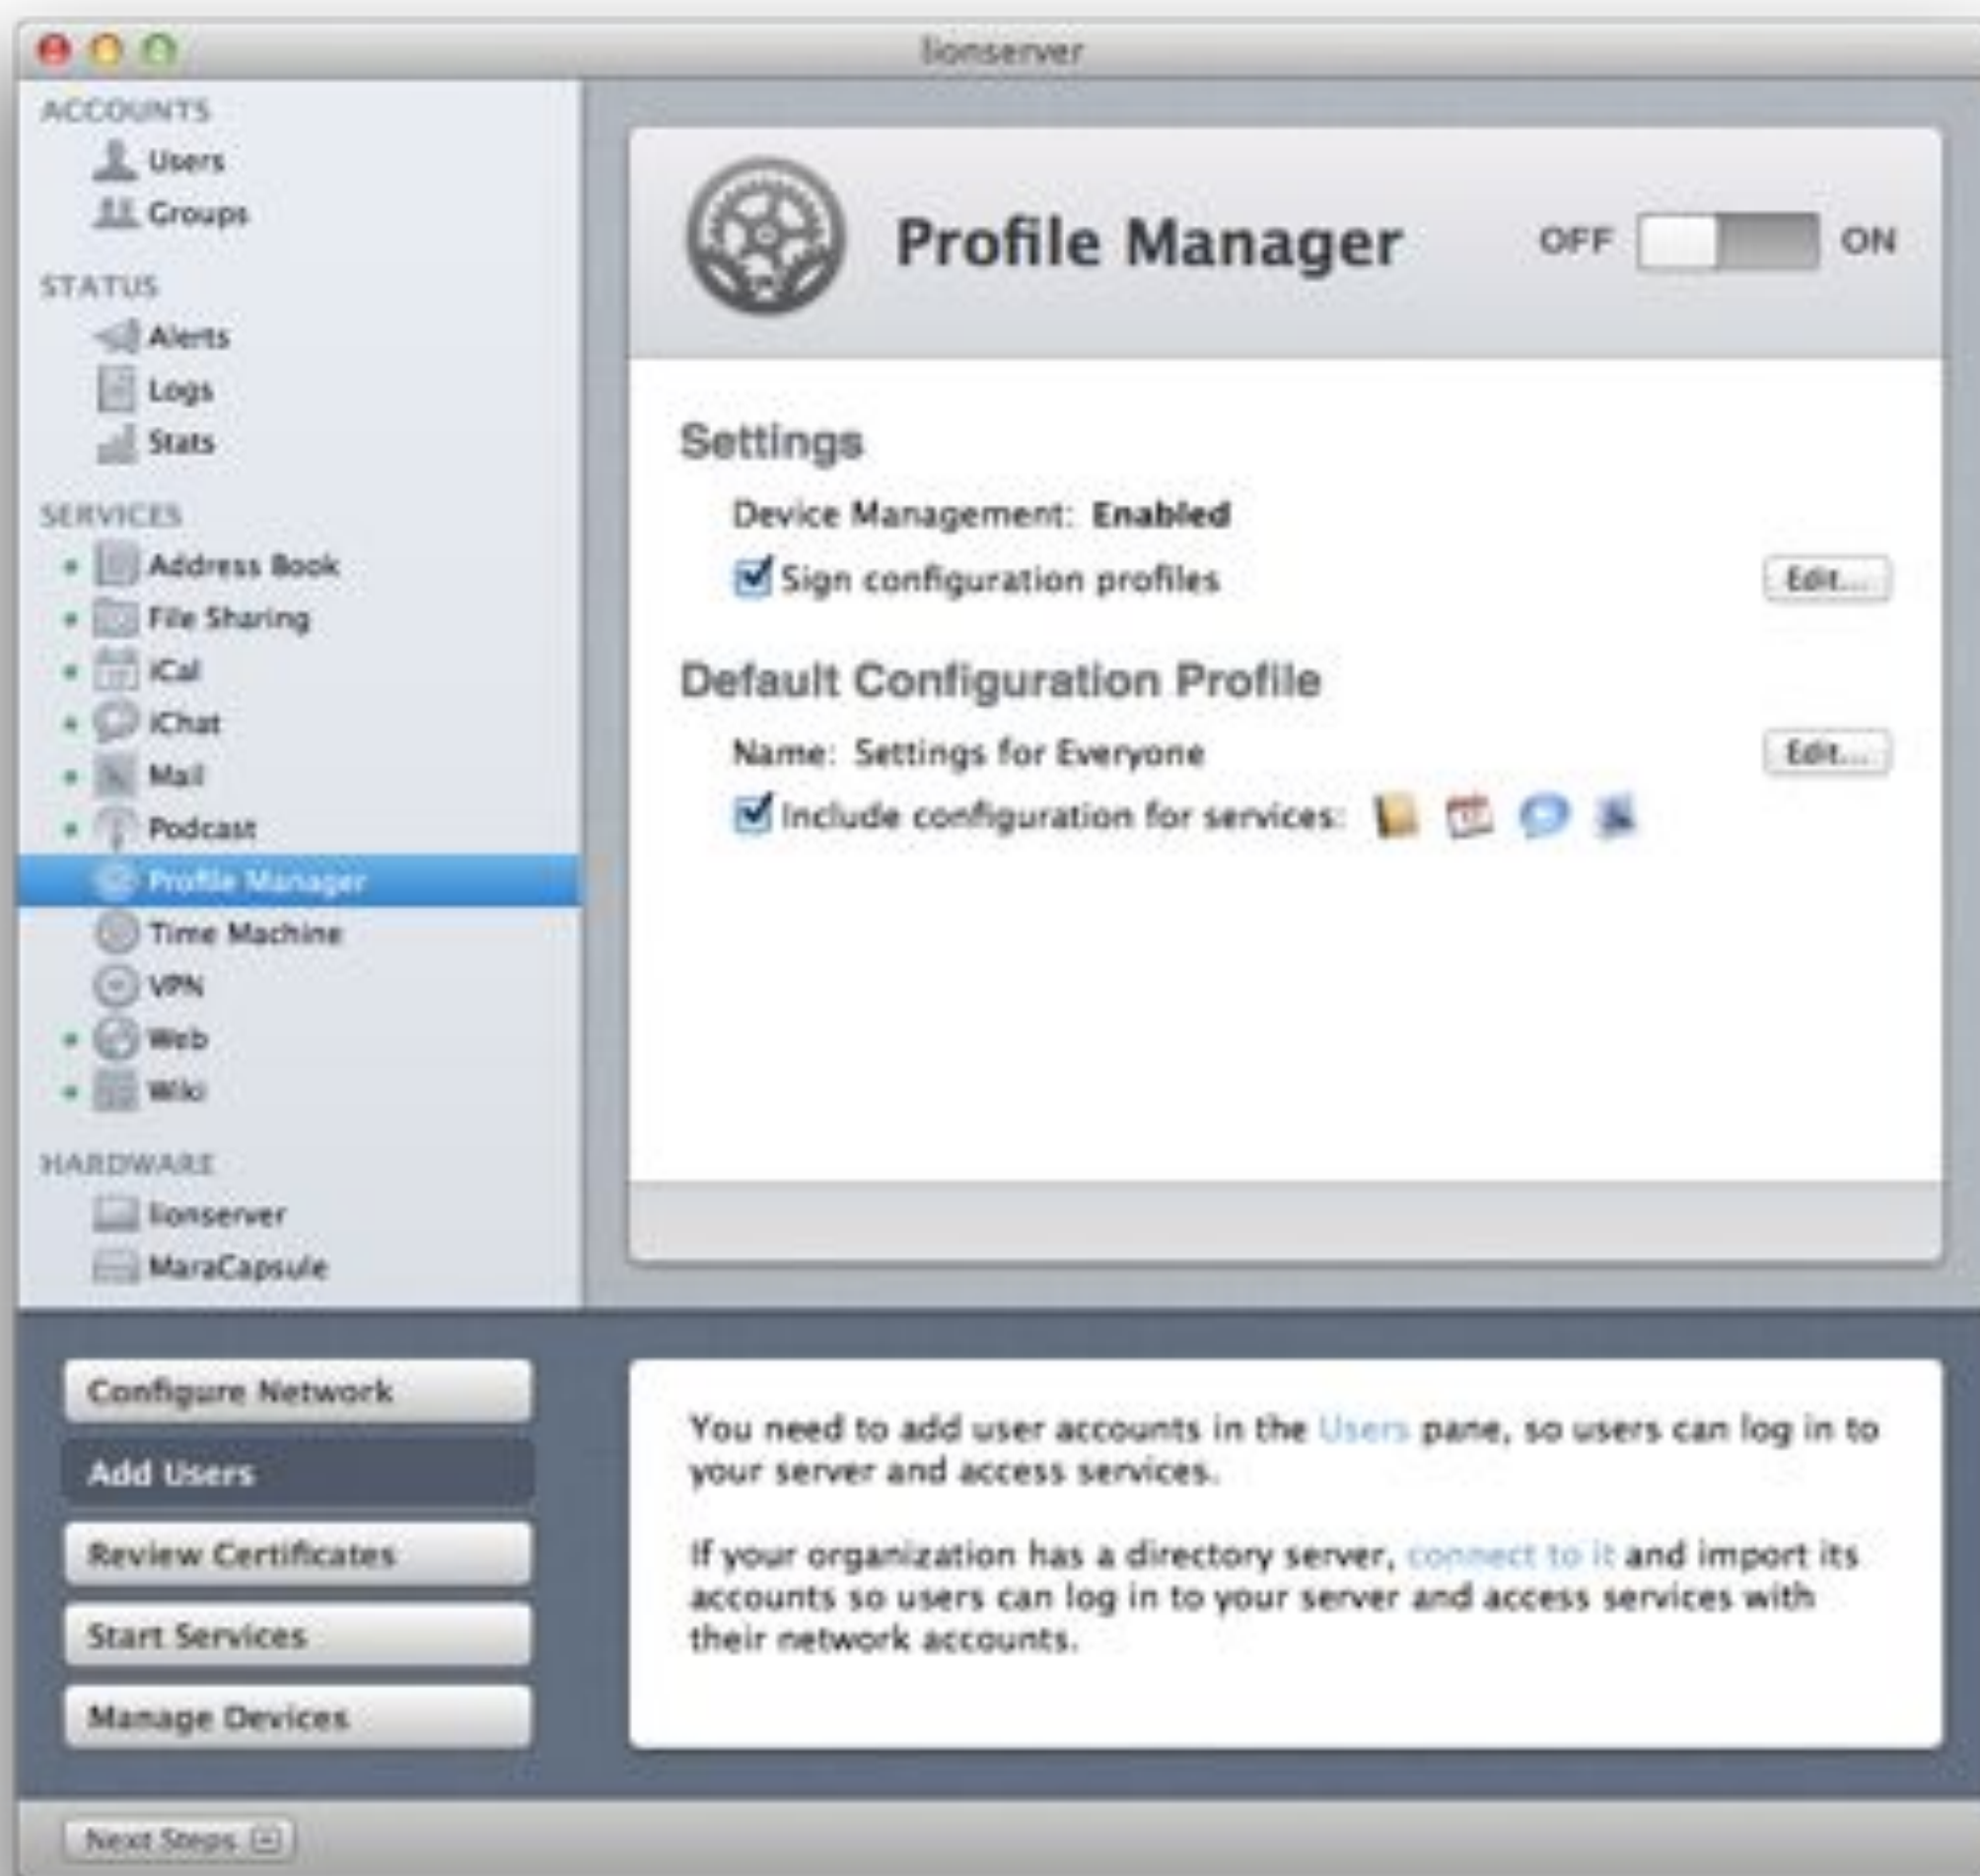 lionserver
ACCOUNTS
Users
Groups
STATUS
Alerts
Logs
Stats
SERVICES
Address Book
File Sharing
iCal
iChat
Mail
Podcast
Profile Manager
Time Machine
VPN
Web
Wiki
HARDWARE
lionserver
MaraCapsule
Profile Manager
OFF ON
Settings
Device Management: Enabled
Sign configuration profiles Edit...
Default Configuration Profile
Name: Settings for Everyone Edit...
Include configuration for services:
Configure Network
Add Users
Review Certificates
Start Services
Manage Devices
You need to add user accounts in the Users pane, so users can log in to
your server and access services.
If your organization has a directory server, connect to it and import its
accounts so users can log in to your server and access services with
their network accounts.
Next Steps